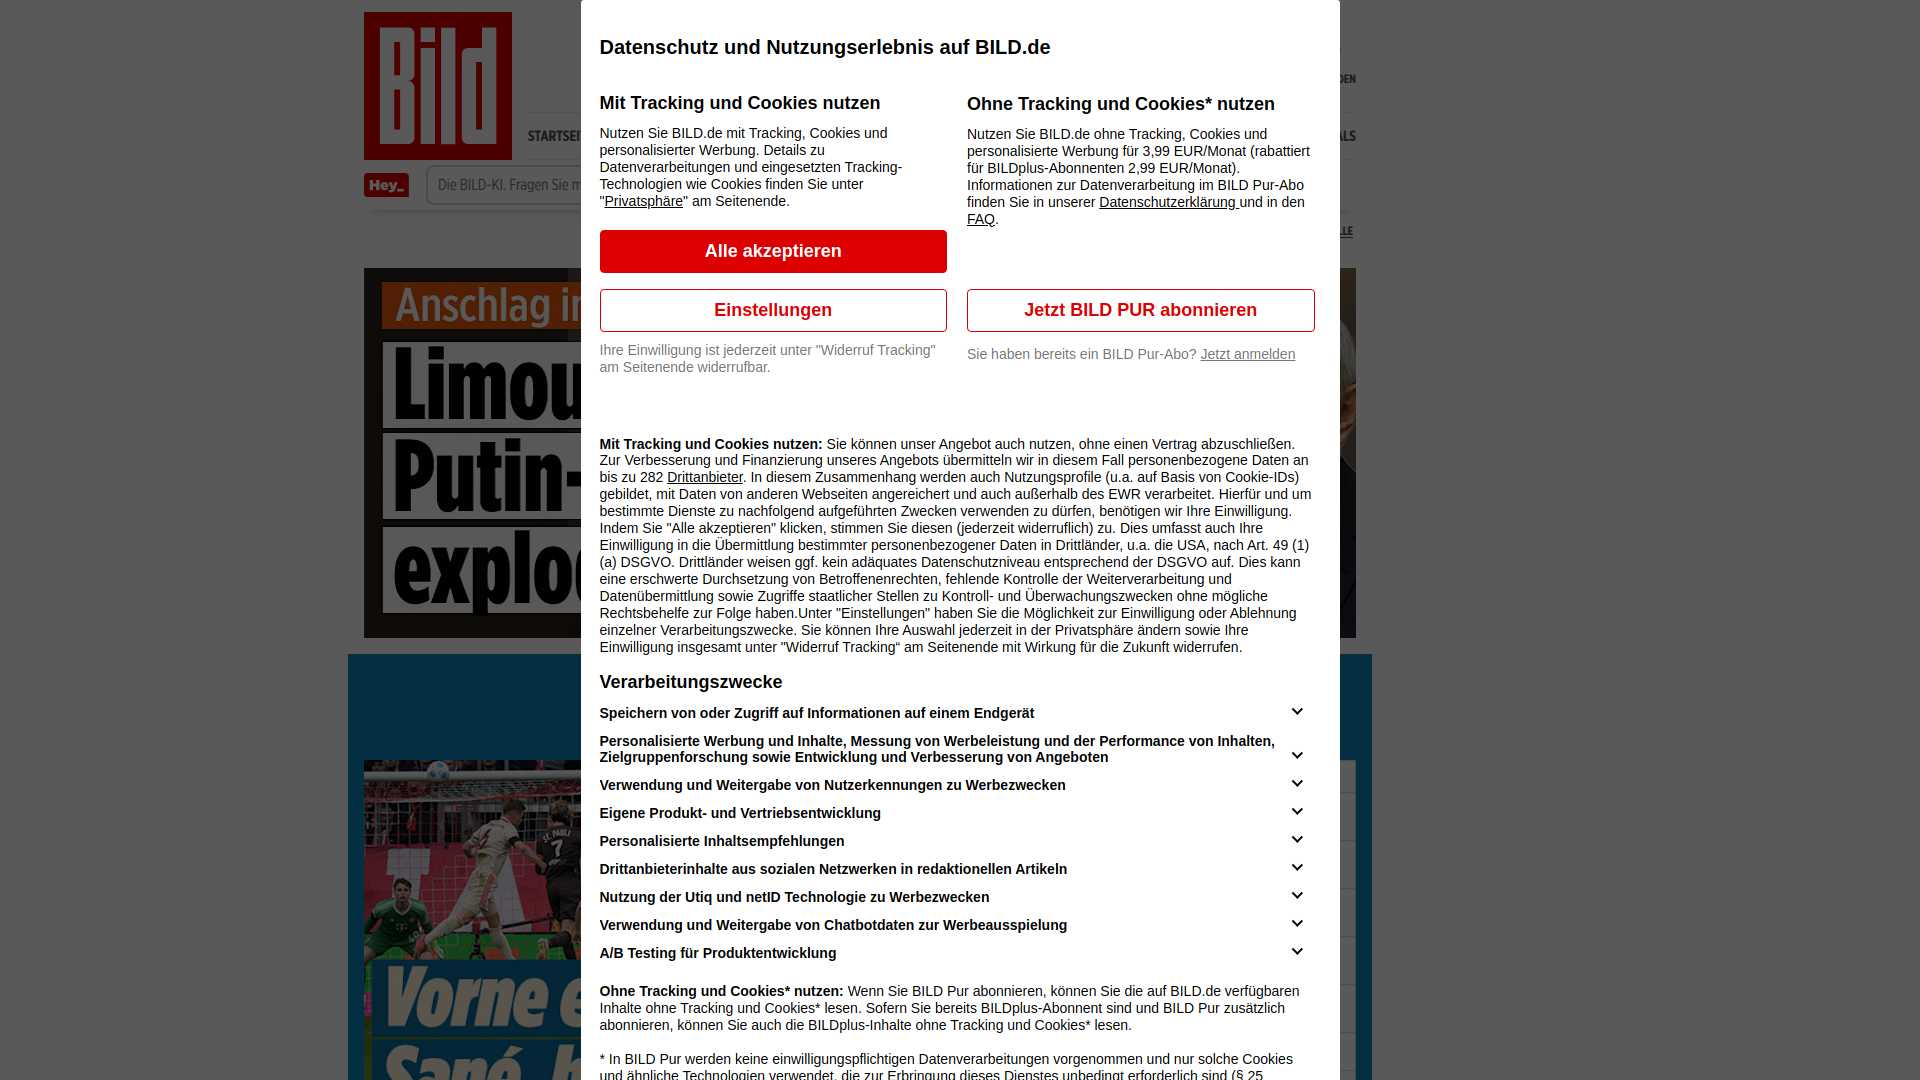 Bild
DEN
STARTSEI
ALS
Hey_
Die BILD-KI. Fragen Sie m
LLE
Anschlag i
Limou
Putin-
explo
Vorne e
Sané, b
ST. PAULI
7
Datenschutz und Nutzungserlebnis auf BILD.de
Mit Tracking und Cookies nutzen
Nutzen Sie BILD.de mit Tracking, Cookies und
personalisierter Werbung. Details zu
Datenverarbeitungen und eingesetzten Tracking-
Technologien wie Cookies finden Sie unter
"Privatsphäre" am Seitenende.
Alle akzeptieren
Einstellungen
Ihre Einwilligung ist jederzeit unter "Widerruf Tracking"
am Seitenende widerrufbar.
Ohne Tracking und Cookies* nutzen
Nutzen Sie BILD.de ohne Tracking, Cookies und
personalisierte Werbung für 3,99 EUR/Monat (rabattiert
für BILDplus-Abonnenten 2,99 EUR/Monat).
Informationen zur Datenverarbeitung im BILD Pur-Abo
finden Sie in unserer Datenschutzerklärung und in den
FAQ.
Jetzt BILD PUR abonnieren
Sie haben bereits ein BILD Pur-Abo? Jetzt anmelden
Mit Tracking und Cookies nutzen: Sie können unser Angebot auch nutzen, ohne einen Vertrag abzuschließen.
Zur Verbesserung und Finanzierung unseres Angebots übermitteln wir in diesem Fall personenbezogene Daten an
bis zu 282 Drittanbieter. In diesem Zusammenhang werden auch Nutzungsprofile (u.a. auf Basis von Cookie-IDs)
gebildet, mit Daten von anderen Webseiten angereichert und auch außerhalb des EWR verarbeitet. Hierfür und um
bestimmte Dienste zu nachfolgend aufgeführten Zwecken verwenden zu dürfen, benötigen wir Ihre Einwilligung.
Indem Sie "Alle akzeptieren" klicken, stimmen Sie diesen (jederzeit widerruflich) zu. Dies umfasst auch Ihre
Einwilligung in die Übermittlung bestimmter personenbezogener Daten in Drittländer, u.a. die USA, nach Art. 49 (1)
(a) DSGVO. Drittländer weisen ggf. kein adäquates Datenschutzniveau entsprechend der DSGVO auf. Dies kann
eine erschwerte Durchsetzung von Betroffenenrechten, fehlende Kontrolle der Weiterverarbeitung und
Datenübermittlung sowie Zugriffe staatlicher Stellen zu Kontroll- und Überwachungszwecken ohne mögliche
Rechtsbehelfe zur Folge haben.Unter "Einstellungen" haben Sie die Möglichkeit zur Einwilligung oder Ablehnung
einzelner Verarbeitungszwecke. Sie können Ihre Auswahl jederzeit in der Privatsphäre ändern sowie Ihre
Einwilligung insgesamt unter "Widerruf Tracking“ am Seitenende mit Wirkung für die Zukunft widerrufen.
Verarbeitungszwecke
Speichern von oder Zugriff auf Informationen auf einem Endgerät
Personalisierte Werbung und Inhalte, Messung von Werbeleistung und der Performance von Inhalten,
Zielgruppenforschung sowie Entwicklung und Verbesserung von Angeboten
Verwendung und Weitergabe von Nutzerkennungen zu Werbezwecken
Eigene Produkt- und Vertriebsentwicklung
Personalisierte Inhaltsempfehlungen
Drittanbieterinhalte aus sozialen Netzwerken in redaktionellen Artikeln
Nutzung der Utiq und netID Technologie zu Werbezwecken
Verwendung und Weitergabe von Chatbotdaten zur Werbeausspielung
A/B Testing für Produktentwicklung
Ohne Tracking und Cookies* nutzen: Wenn Sie BILD Pur abonnieren, können Sie die auf BILD.de verfügbaren
Inhalte ohne Tracking und Cookies* lesen. Sofern Sie bereits BILDplus-Abonnent sind und BILD Pur zusätzlich
abonnieren, können Sie auch die BILDplus-Inhalte ohne Tracking und Cookies* lesen.
* In BILD Pur werden keine einwilligungspflichtigen Datenverarbeitungen vorgenommen und nur solche Cookies
und ähnliche Technologien verwendet, die zur Erbringung dieses Dienstes unbedingt erforderlich sind (§ 25